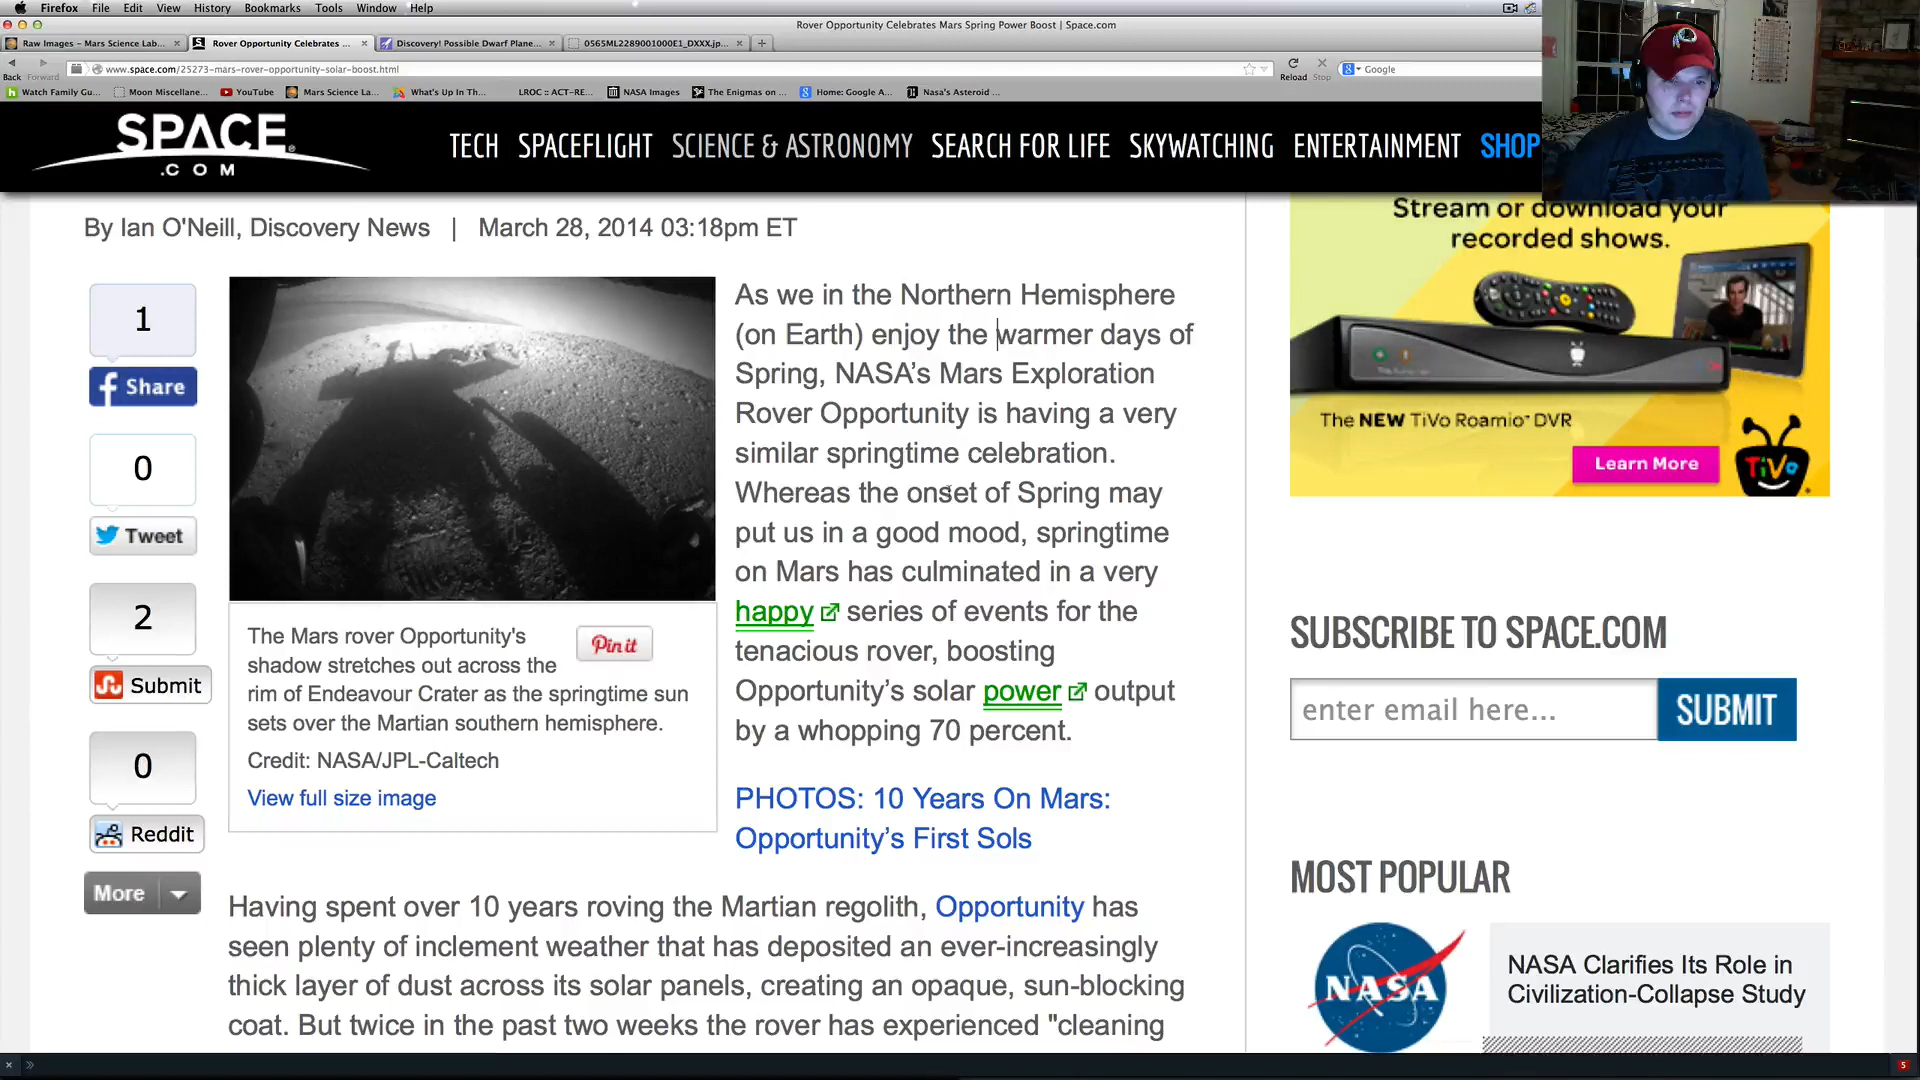 Firefox File Edit View History Bookmarks Tools Window Help
Rover Opportunity Celebrates Mars Spring Power Boost | Space.com
Raw Images – Mars Science Lab...
Rover Opportunity Celebrates ...
Discovery! Possible Dwarf Plane...
0565ML2289001000E1_DXXX.jp...
www.space.com/25273-mars-rover-opportunity-solar-boost.html
Google
Back Forward
Reload Stop
Watch Family Gu...
Moon Miscellane...
YouTube
Mars Science La...
What's Up In Th...
LROC :: ACT-RE...
NASA Images
The Enigmas on ...
Home: Google A...
Nasa's Asteroid ...
SPACE
.COM
TECH SPACEFLIGHT SCIENCE & ASTRONOMY SEARCH FOR LIFE SKYWATCHING ENTERTAINMENT SHOP
By Ian O'Neill, Discovery News | March 28, 2014 03:18pm ET
1
Share
0
Tweet
2
Submit
0
Reddit
More
The Mars rover Opportunity's
shadow stretches out across the
rim of Endeavour Crater as the springtime sun
sets over the Martian southern hemisphere.
Credit: NASA/JPL-Caltech
View full size image
Pin it
As we in the Northern Hemisphere
(on Earth) enjoy the warmer days of
Spring, NASA’s Mars Exploration
Rover Opportunity is having a very
similar springtime celebration.
Whereas the onset of Spring may
put us in a good mood, springtime
on Mars has culminated in a very
happy series of events for the
tenacious rover, boosting
Opportunity’s solar power output
by a whopping 70 percent.
PHOTOS: 10 Years On Mars:
Opportunity’s First Sols
Having spent over 10 years roving the Martian regolith, Opportunity has
seen plenty of inclement weather that has deposited an ever-increasingly
thick layer of dust across its solar panels, creating an opaque, sun-blocking
coat. But twice in the past two weeks the rover has experienced "cleaning
Stream or download your
recorded shows.
The NEW TiVo Roamio DVR
Learn More
TiVo
SUBSCRIBE TO SPACE.COM
enter email here...
SUBMIT
MOST POPULAR
NASA
NASA Clarifies Its Role in
Civilization-Collapse Study